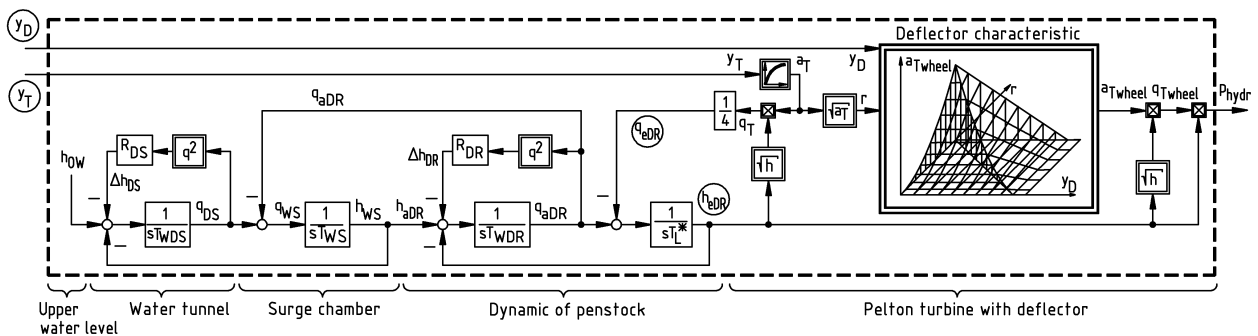 y_D
Deflector characteristic
y_T
y_T
a_T
y_D
a_Twheel
r
√a_T
r
a_Twheel
q_Twheel
P_hydr
q_aDR
q_eDR
1/4
q_T
h_OW
R_DS
q²
Δh_DR
R_DR
q²
√h
√h
Δh_DS
y_D
h_eDR
−
−
−
−
q_DS
q_WS
h_WS
h_aDR
q_aDR
1/sT_WDS
1/sT_WS
1/sT_WDR
1/sT_L*
−
−
Upper
water level
Water tunnel
Surge chamber
Dynamic of penstock
Pelton turbine with deflector